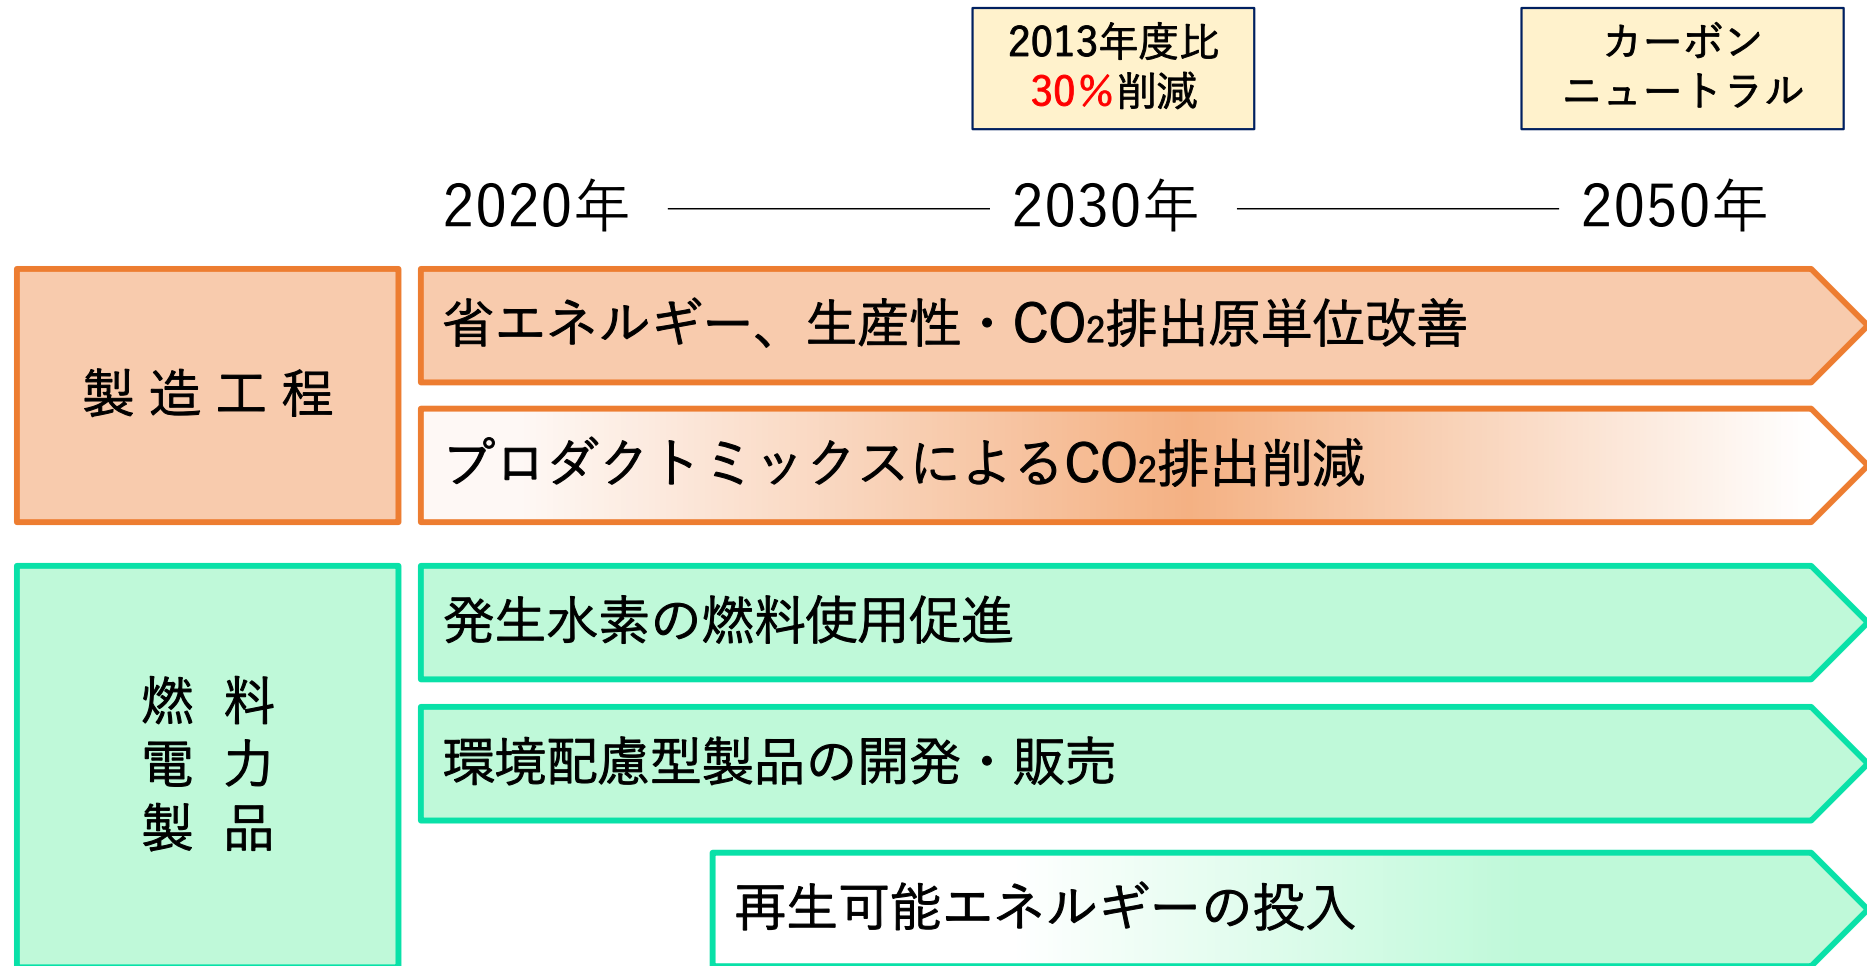 2013年度比
30%削減
カーボン
ニュートラル
2020年
2030年
2050年
製造工程
省エネルギー、生産性・CO₂排出原単位改善
プロダクトミックスによるCO₂排出削減
燃料
電力
製品
発生水素の燃料使用促進
環境配慮型製品の開発・販売
再生可能エネルギーの投入